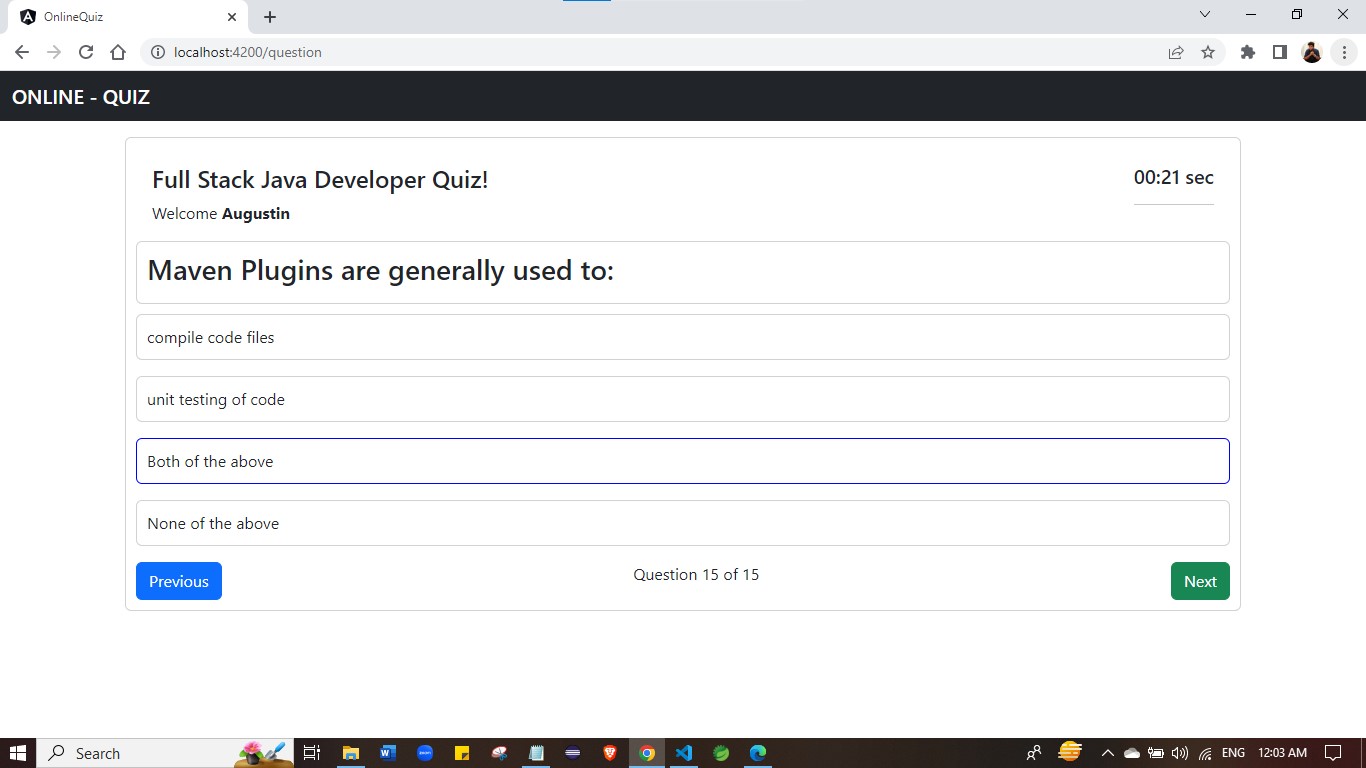 OnlineQuiz
localhost:4200/question
ONLINE - QUIZ
Full Stack Java Developer Quiz!
00:21 sec
Welcome Augustin
Maven Plugins are generally used to:
compile code files
unit testing of code
Both of the above
None of the above
Previous
Question 15 of 15
Next
Search
ENG
12:03 AM